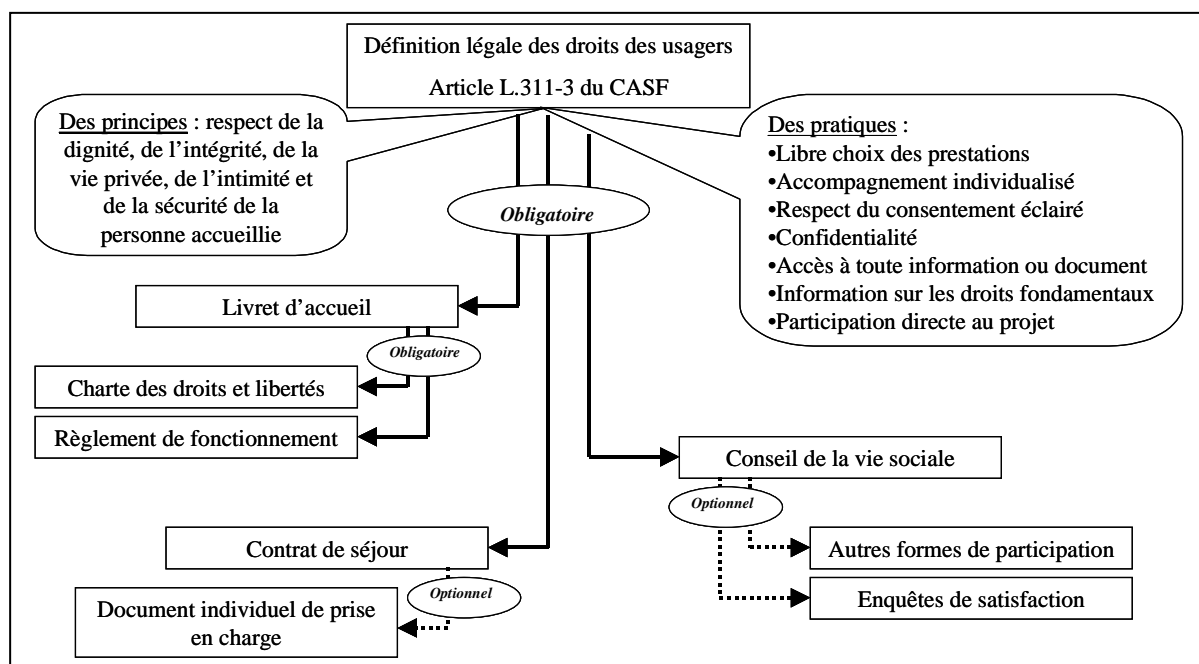 Définition légale des droits des usagers
Article L.311-3 du CASF
Des principes : respect de la
dignité, de l’intégrité, de la
vie privée, de l’intimité et
de la sécurité de la
personne accueillie
Des pratiques :
•Libre choix des prestations
•Accompagnement individualisé
•Respect du consentement éclairé
•Confidentialité
•Accès à toute information ou document
•Information sur les droits fondamentaux
•Participation directe au projet
Obligatoire
Livret d’accueil
Obligatoire
Charte des droits et libertés
Règlement de fonctionnement
Conseil de la vie sociale
Optionnel
Autres formes de participation
Enquêtes de satisfaction
Contrat de séjour
Optionnel
Document individuel de prise
en charge